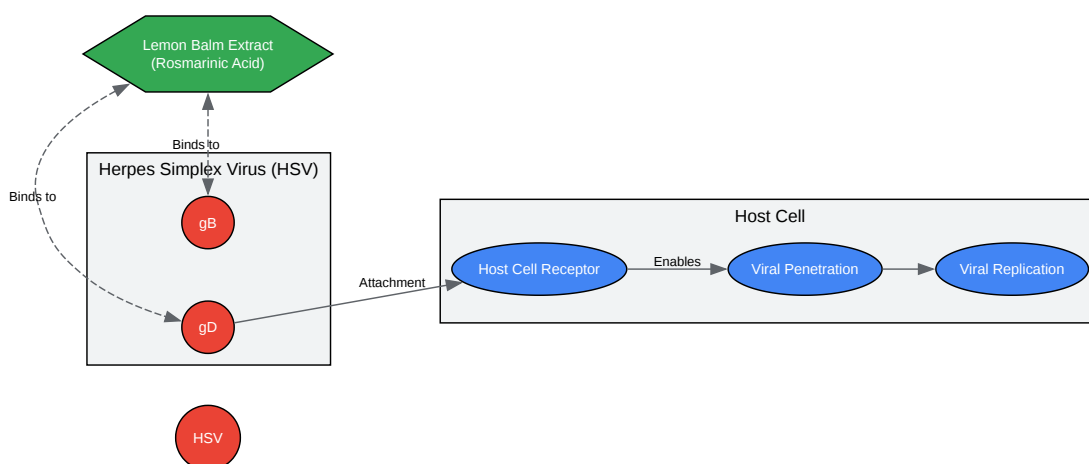 Lemon Balm Extract
(Rosmarinic Acid)
Binds to
Herpes Simplex Virus (HSV)
Binds to
gB
Host Cell
Host Cell Receptor
Enables
Viral Penetration
Viral Replication
Attachment
gD
HSV